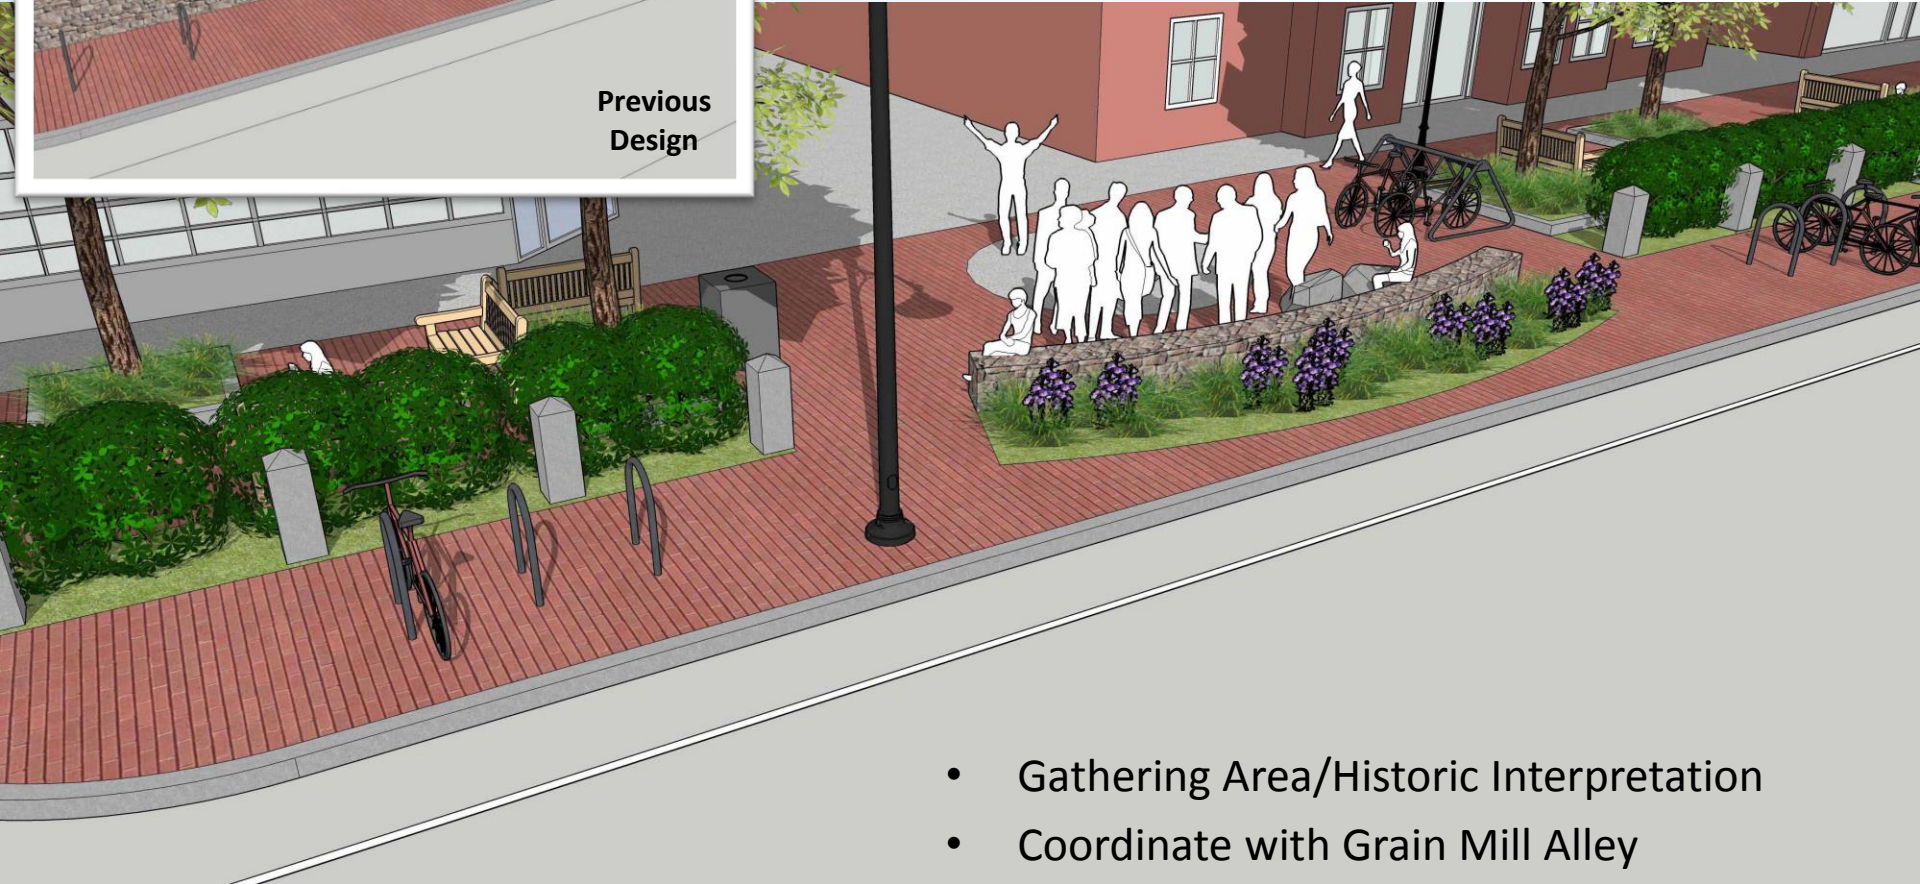 Previous
Design
• Gathering Area/Historic Interpretation
• Coordinate with Grain Mill Alley